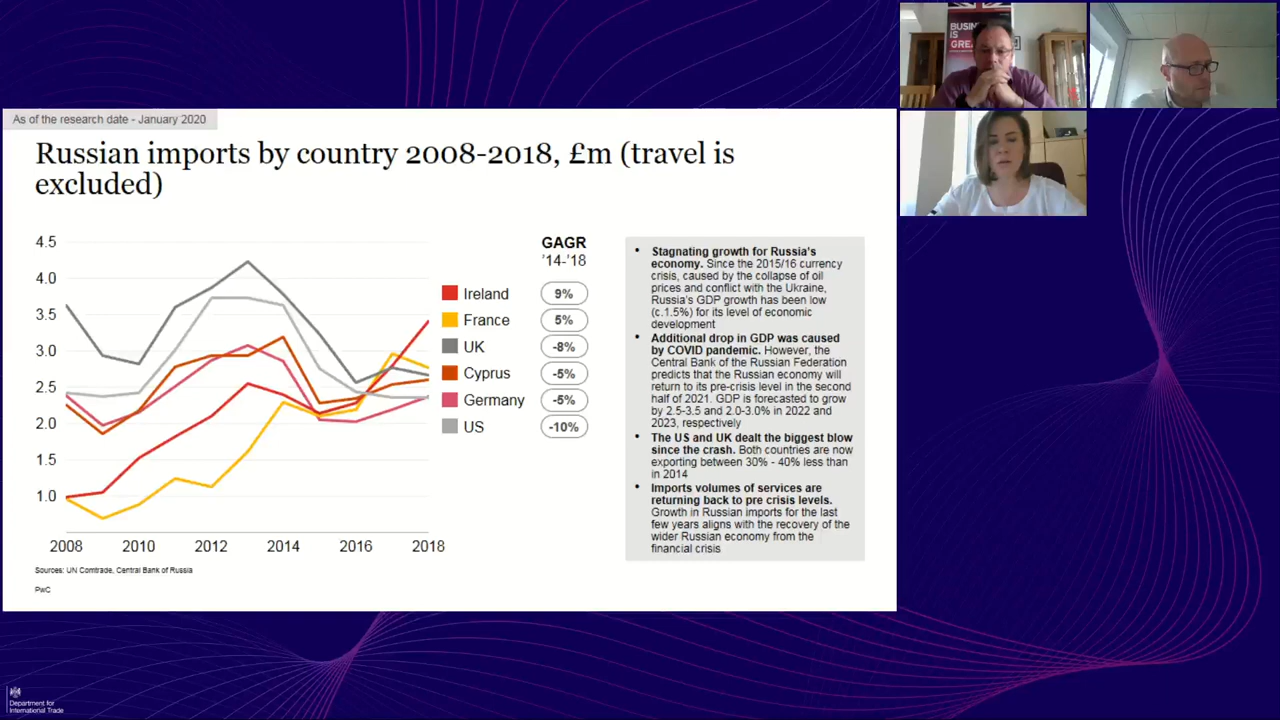 As of the research date - January 2020
Russian imports by country 2008-2018, £m (travel is
excluded)
4.5
4.0
3.5
3.0
2.5
2.0
1.5
1.0
2008 2010 2012 2014 2016 2018
GAGR
'14-'18
Ireland 9%
France 5%
UK -8%
Cyprus -5%
Germany -5%
US -10%
• Stagnating growth for Russia's
economy. Since the 2015/16 currency
crisis, caused by the collapse of oil
prices and conflict with the Ukraine,
Russia's GDP growth has been low
(c.1.5%) for its level of economic
development
• Additional drop in GDP was caused
by COVID pandemic. However, the
Central Bank of the Russian Federation
predicts that the Russian economy will
return to its pre-crisis level in the second
half of 2021. GDP is forecasted to grow
by 2.5-3.5 and 2.0-3.0% in 2022 and
2023, respectively
• The US and UK dealt the biggest blow
since the crash. Both countries are now
exporting between 30% - 40% less than
in 2014
• Imports volumes of services are
returning back to pre crisis levels.
Growth in Russian imports for the last
few years aligns with the recovery of the
wider Russian economy from the
financial crisis
Sources: UN Comtrade, Central Bank of Russia
PwC
Department for
International Trade
IS